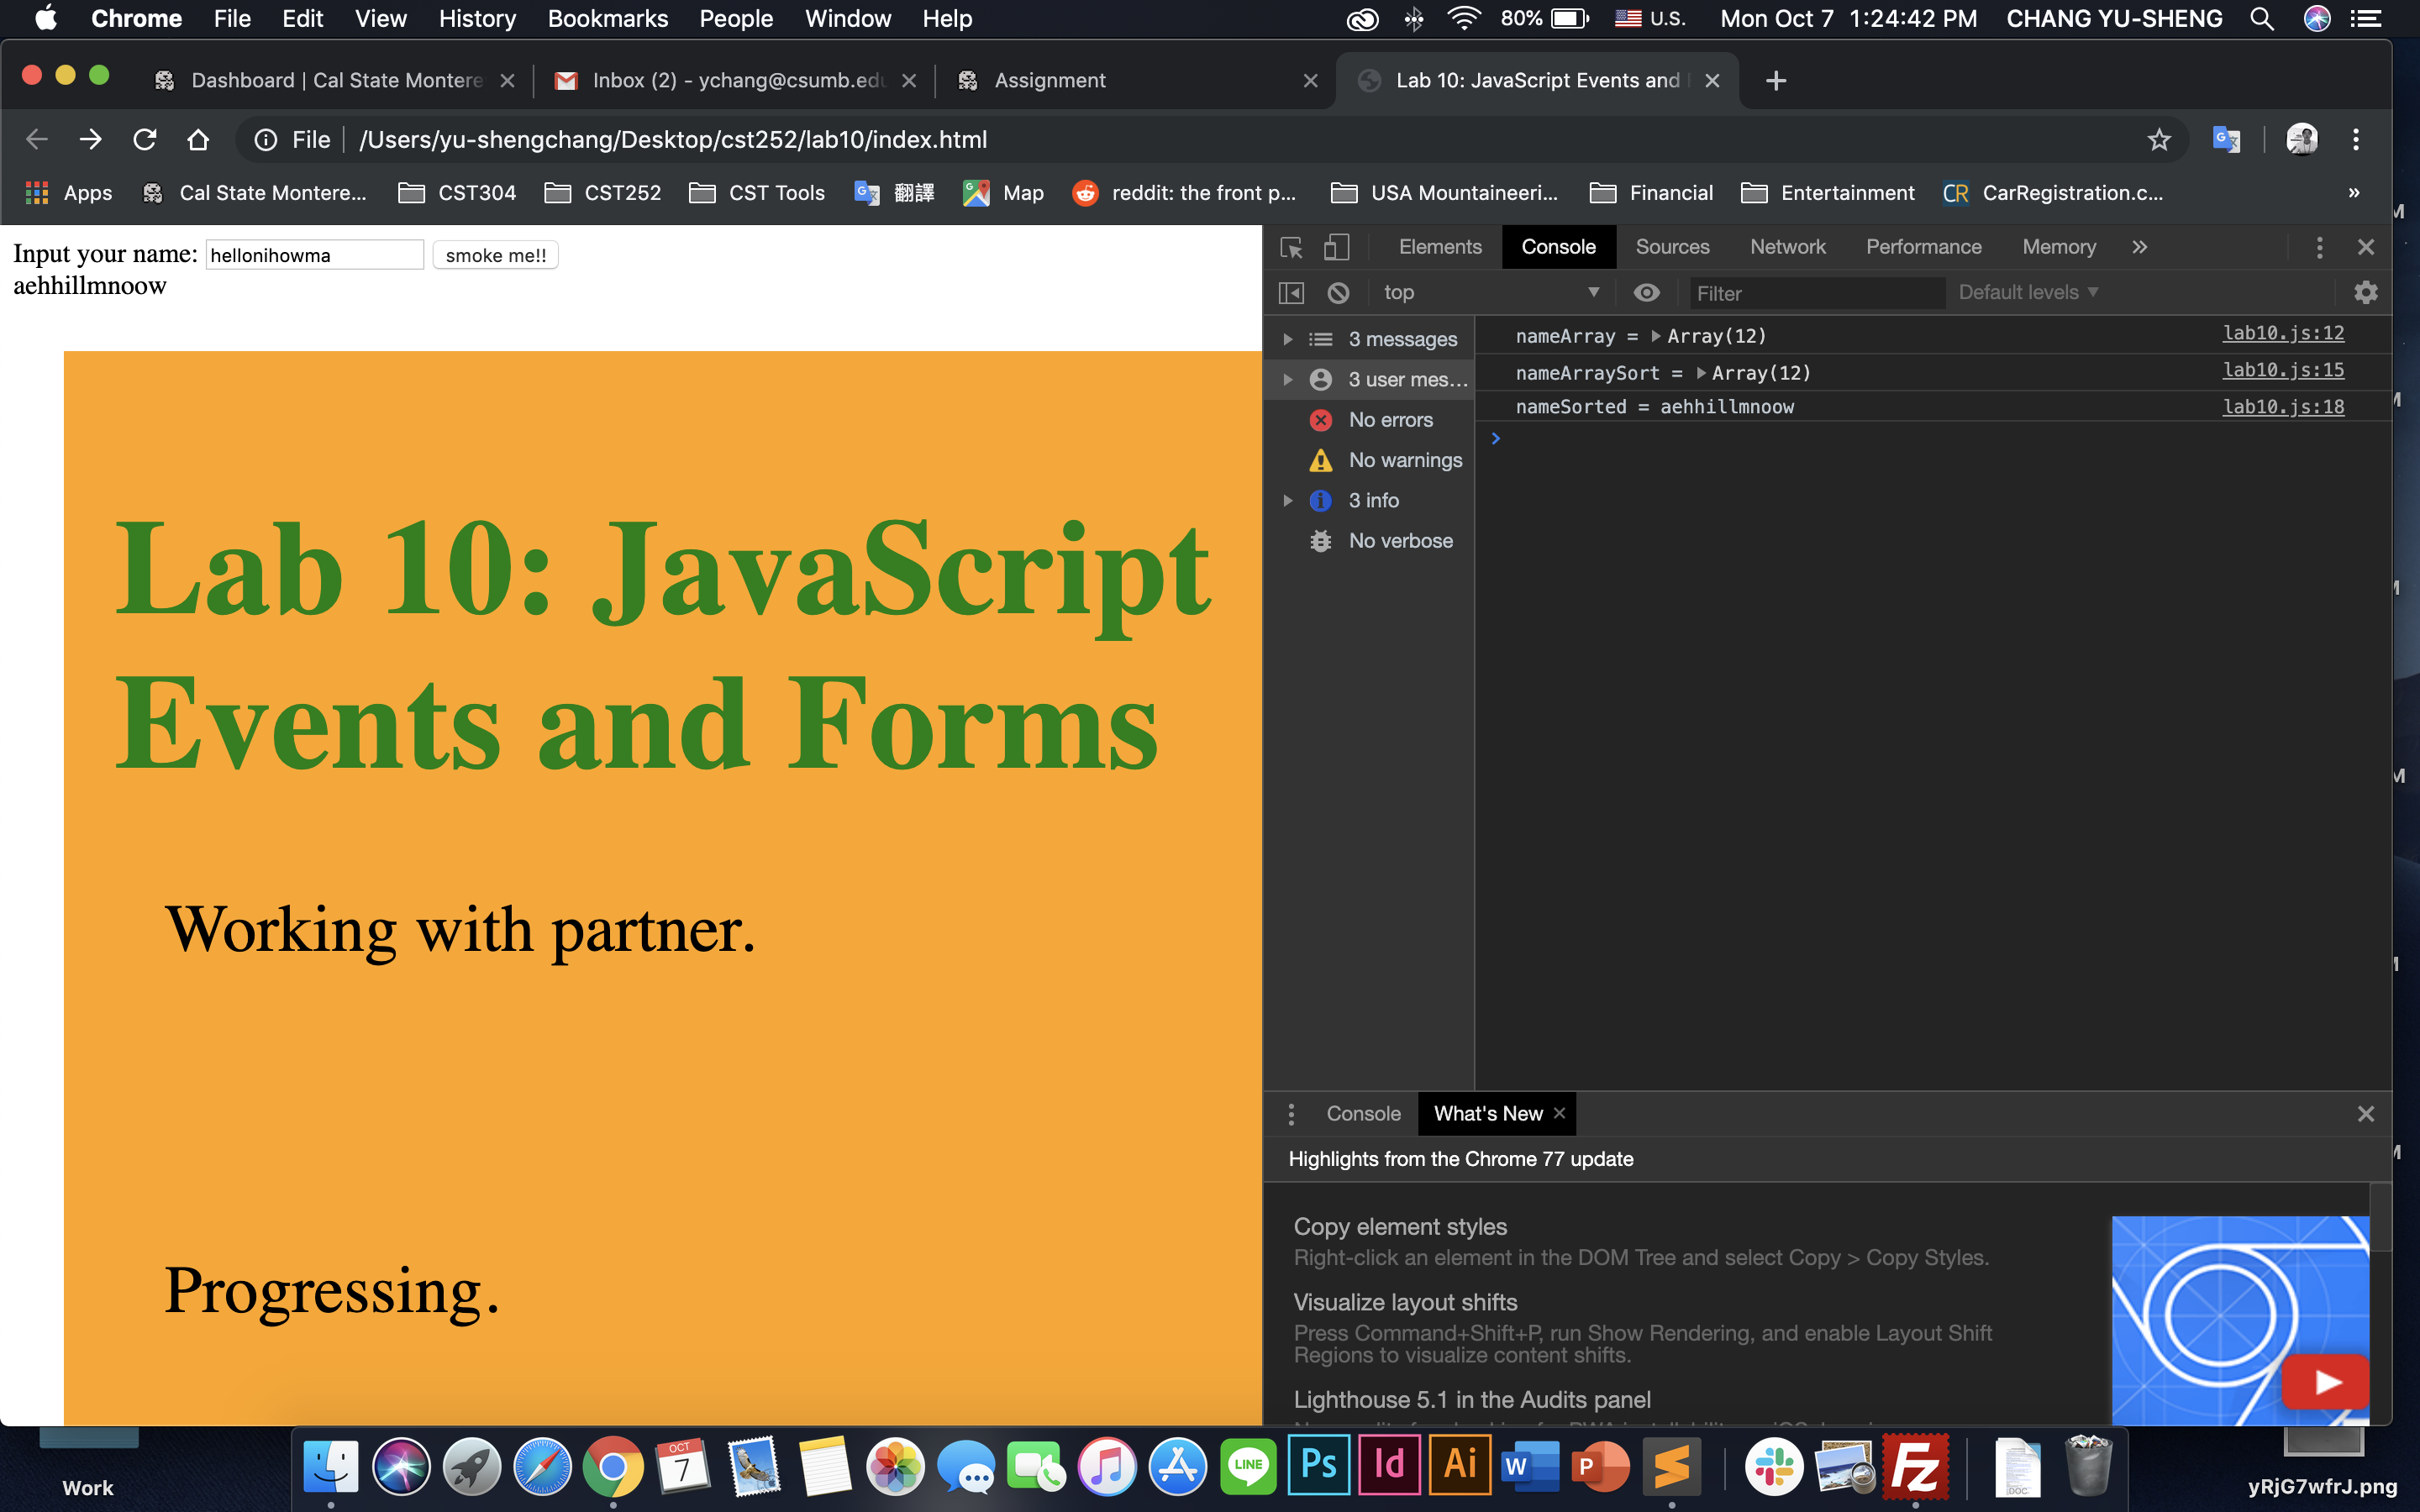 Chrome File Edit View History Bookmarks People Window Help 80% U.S. Mon Oct 7 1:24:42 PM CHANG YU-SHENG
Dashboard | Cal State Montere Inbox (2) - ychang@csumb.edu Assignment Lab 10: JavaScript Events and
File /Users/yu-shengchang/Desktop/cst252/lab10/index.html
Apps Cal State Montere... CST304 CST252 CST Tools 翻譯 Map reddit: the front p... USA Mountaineeri... Financial Entertainment CR CarRegistration.c... »
Input your name: hellonihowma smoke me!!
aehhillmnoow
Lab 10: JavaScript
Events and Forms
Working with partner.
Progressing.
Elements Console Sources Network Performance Memory »
top Filter Default levels
3 messages
3 user mes...
No errors
No warnings
3 info
No verbose
nameArray = Array(12) lab10.js:12
nameArraySort = Array(12) lab10.js:15
nameSorted = aehhillmnoow lab10.js:18
Console What's New
Highlights from the Chrome 77 update
Copy element styles
Right-click an element in the DOM Tree and select Copy > Copy Styles.
Visualize layout shifts
Press Command+Shift+P, run Show Rendering, and enable Layout Shift
Regions to visualize content shifts.
Lighthouse 5.1 in the Audits panel
OCT
7
LINE
Ps
Id
Ai
W
P
Fz
.DOC
Work
yRjG7wfrJ.png